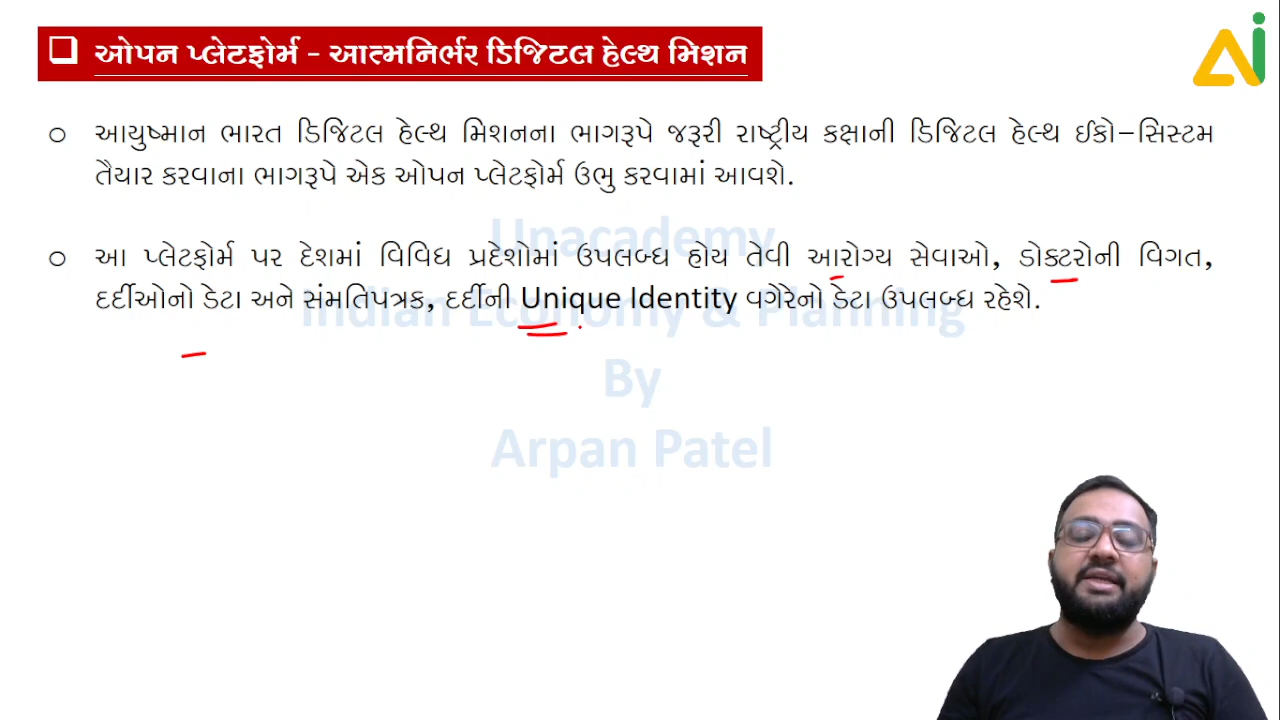 ઓપન પ્લેટફોર્મ - આત્મનિર્ભર ડિજિટલ હેલ્થ મિશન
આયુષ્માન ભારત ડિજિટલ હેલ્થ મિશનના ભાગરૂપે જરૂરી રાષ્ટ્રીય કક્ષાની ડિજિટલ હેલ્થ ઈકો–સિસ્ટમ
તૈયાર કરવાના ભાગરૂપે એક ઓપન પ્લેટફોર્મ ઉભુ કરવામાં આવશે.
આ પ્લેટફોર્મ પર દેશમાં વિવિધ પ્રદેશોમાં ઉપલબ્ધ હોય તેવી આરોગ્ય સેવાઓ, ડોક્ટરોની વિગત,
દર્દીઓનો ડેટા અને સંમતિપત્રક, દર્દીની Unique Identity વગેરેનો ડેટા ઉપલબ્ધ રહેશે.
Unacademy
Indian Economy & Planning
By
Arpan Patel